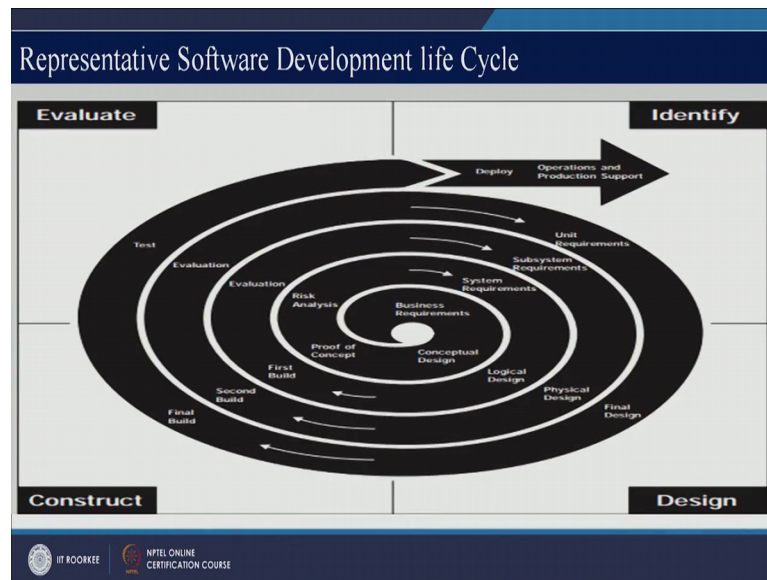 Representative Software Development life Cycle
Evaluate
Identify
Deploy
Operations and
Production Support
Test
Unit
Requirements
Evaluation
Subsystem
Requirements
Evaluation
System
Requirements
Risk
Analysis
Business
Requirements
Proof of
Concept
Conceptual
Design
First
Build
Logical
Design
Second
Build
Physical
Design
Final
Build
Final
Design
Construct
Design
IIT ROORKEE
NPTEL ONLINE
CERTIFICATION COURSE
NPTEL